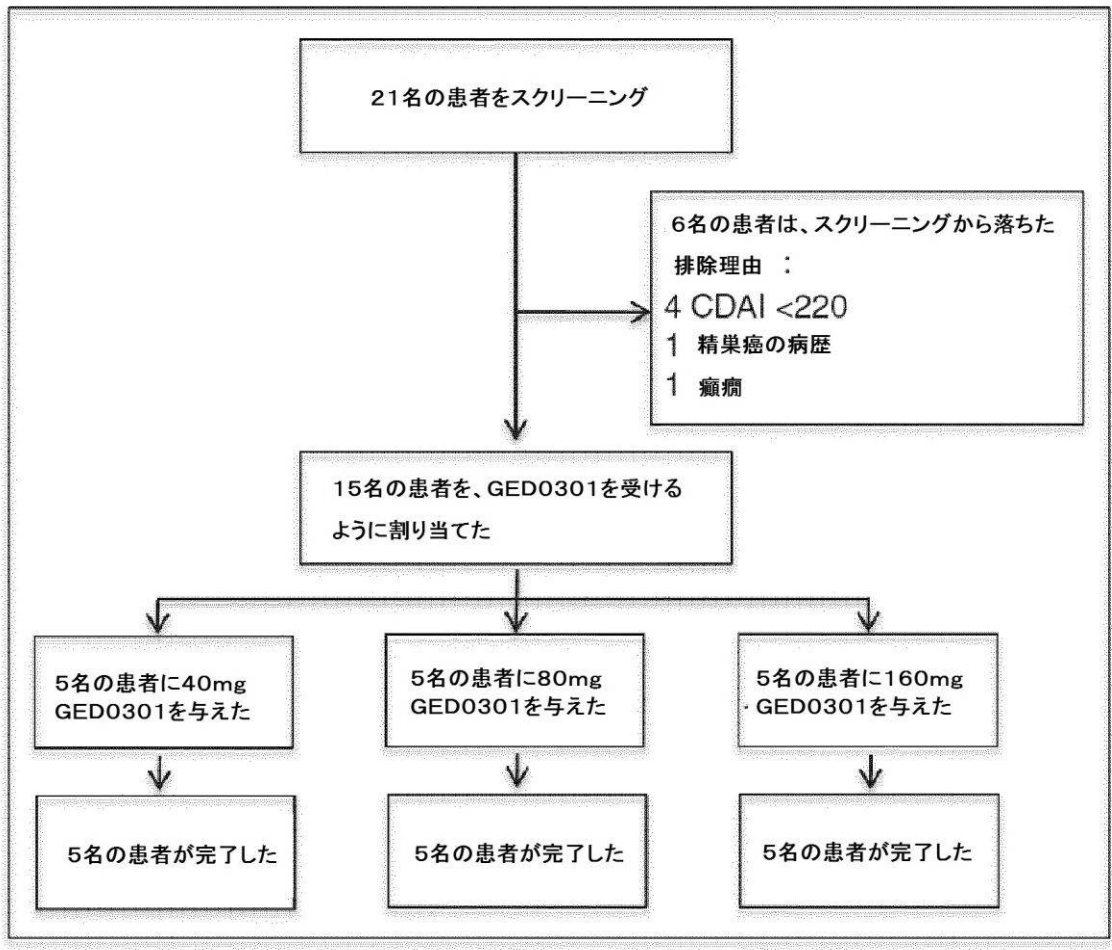 21名の患者をスクリーニング
6名の患者は、スクリーニングから落ちた
排除理由 :
4 CDAI <220
1 精巣癌の病歴
1 癲癇
15名の患者を、GED0301を受ける
ように割り当てた
5名の患者に40mg
GED0301を与えた
5名の患者に80mg
GED0301を与えた
5名の患者に160mg
GED0301を与えた
5名の患者が完了した
5名の患者が完了した
5名の患者が完了した